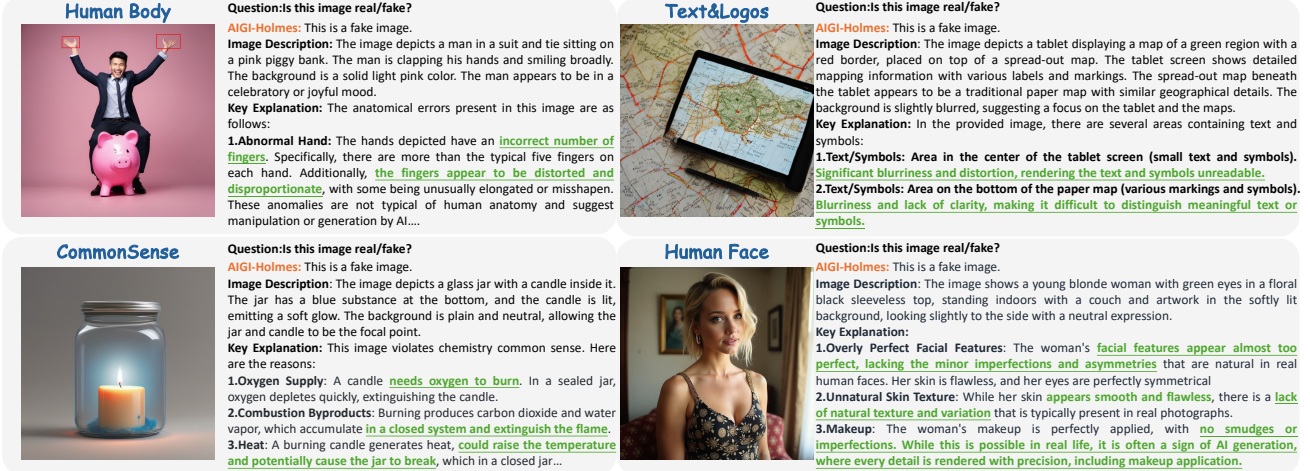 Human Body
Question:Is this image real/fake?
AIGI-Holmes: This is a fake image.
Image Description: The image depicts a man in a suit and tie sitting on
a pink piggy bank. The man is clapping his hands and smiling broadly.
The background is a solid light pink color. The man appears to be in a
celebratory or joyful mood.
Key Explanation: The anatomical errors present in this image are as
follows:
1.Abnormal Hand: The hands depicted have an incorrect number of
fingers. Specifically, there are more than the typical five fingers on
each hand. Additionally, the fingers appear to be distorted and
disproportionate, with some being unusually elongated or misshapen.
These anomalies are not typical of human anatomy and suggest
manipulation or generation by AI....
Text&Logos
Question:Is this image real/fake?
AIGI-Holmes: This is a fake image.
Image Description: The image depicts a tablet displaying a map of a green region with a
red border, placed on top of a spread-out map. The tablet screen shows detailed
mapping information with various labels and markings. The spread-out map beneath
the tablet appears to be a traditional paper map with similar geographical details. The
background is slightly blurred, suggesting a focus on the tablet and the maps.
Key Explanation: In the provided image, there are several areas containing text and
symbols:
1.Text/Symbols: Area in the center of the tablet screen (small text and symbols).
Significant blurriness and distortion, rendering the text and symbols unreadable.
2.Text/Symbols: Area on the bottom of the paper map (various markings and symbols).
Blurriness and lack of clarity, making it difficult to distinguish meaningful text or
symbols.
CommonSense
Question:Is this image real/fake?
AIGI-Holmes: This is a fake image.
Image Description: The image depicts a glass jar with a candle inside it.
The jar has a blue substance at the bottom, and the candle is lit,
emitting a soft glow. The background is plain and neutral, allowing the
jar and candle to be the focal point.
Key Explanation: This image violates chemistry common sense. Here
are the reasons:
1.Oxygen Supply: A candle needs oxygen to burn. In a sealed jar,
oxygen depletes quickly, extinguishing the candle.
2.Combustion Byproducts: Burning produces carbon dioxide and water
vapor, which accumulate in a closed system and extinguish the flame.
3.Heat: A burning candle generates heat, could raise the temperature
and potentially cause the jar to break, which in a closed jar...
Human Face
Question:Is this image real/fake?
AIGI-Holmes: This is a fake image.
Image Description: The image shows a young blonde woman with green eyes in a floral
black sleeveless top, standing indoors with a couch and artwork in the softly lit
background, looking slightly to the side with a neutral expression.
Key Explanation:
1.Overly Perfect Facial Features: The woman's facial features appear almost too
perfect, lacking the minor imperfections and asymmetries that are natural in real
human faces. Her skin is flawless, and her eyes are perfectly symmetrical
2.Unnatural Skin Texture: While her skin appears smooth and flawless, there is a lack
of natural texture and variation that is typically present in real photographs.
3.Makeup: The woman's makeup is perfectly applied, with no smudges or
imperfections. While this is possible in real life, it is often a sign of AI generation,
where every detail is rendered with precision, including makeup application.